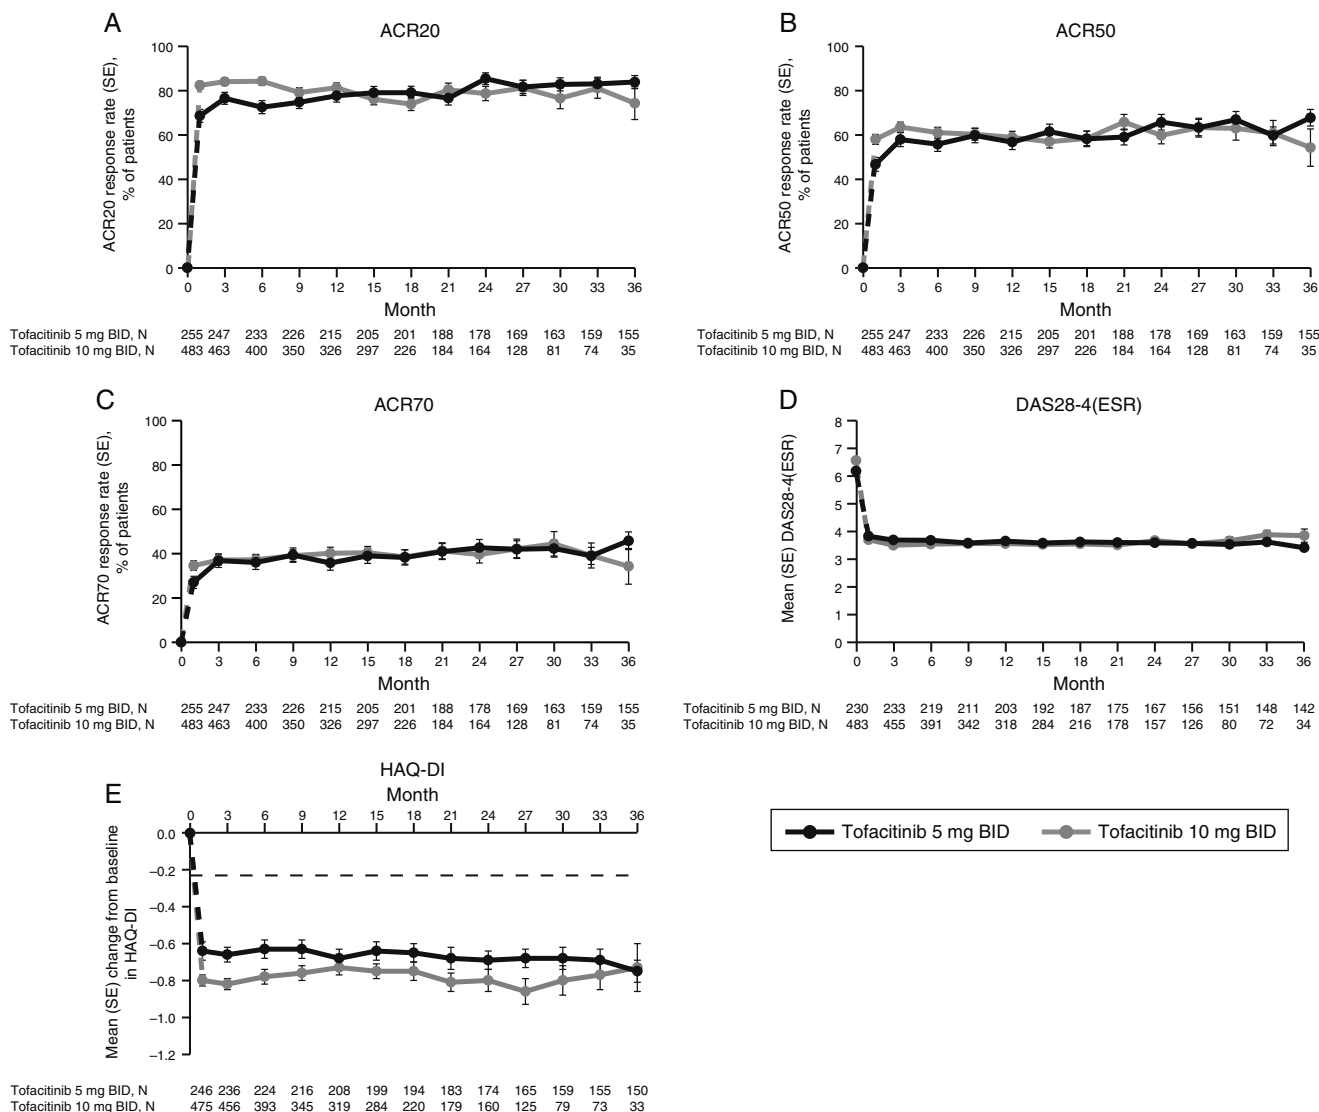 A
ACR20
ACR20 response rate (SE),
% of patients
100
80
60
40
20
0
0 3 6 9 12 15 18 21 24 27 30 33 36
Month
Tofacitinib 5 mg BID, N 255 247 233 226 215 205 201 188 178 169 163 159 155
Tofacitinib 10 mg BID, N 483 463 400 350 326 297 226 184 164 128 81 74 35
B
ACR50
ACR50 response rate (SE),
% of patients
100
80
60
40
20
0
0 3 6 9 12 15 18 21 24 27 30 33 36
Month
Tofacitinib 5 mg BID, N 255 247 233 226 215 205 201 188 178 169 163 159 155
Tofacitinib 10 mg BID, N 483 463 400 350 326 297 226 184 164 128 81 74 35
C
ACR70
ACR70 response rate (SE),
% of patients
100
80
60
40
20
0
0 3 6 9 12 15 18 21 24 27 30 33 36
Month
Tofacitinib 5 mg BID, N 255 247 233 226 215 205 201 188 178 169 163 159 155
Tofacitinib 10 mg BID, N 483 463 400 350 326 297 226 184 164 128 81 74 35
D
DAS28-4(ESR)
Mean (SE) DAS28-4(ESR)
8
7
6
5
4
3
2
1
0
0 3 6 9 12 15 18 21 24 27 30 33 36
Month
Tofacitinib 5 mg BID, N 230 233 219 211 203 192 187 175 167 156 151 148 142
Tofacitinib 10 mg BID, N 483 455 391 342 318 284 216 178 157 126 80 72 34
E
HAQ-DI
Month
0 3 6 9 12 15 18 21 24 27 30 33 36
Mean (SE) change from baseline
in HAQ-DI
0.0
−0.2
−0.4
−0.6
−0.8
−1.0
−1.2
Tofacitinib 5 mg BID, N 246 236 224 216 208 199 194 183 174 165 159 155 150
Tofacitinib 10 mg BID, N 475 456 393 345 319 284 220 179 160 125 79 73 33
Tofacitinib 5 mg BID
Tofacitinib 10 mg BID